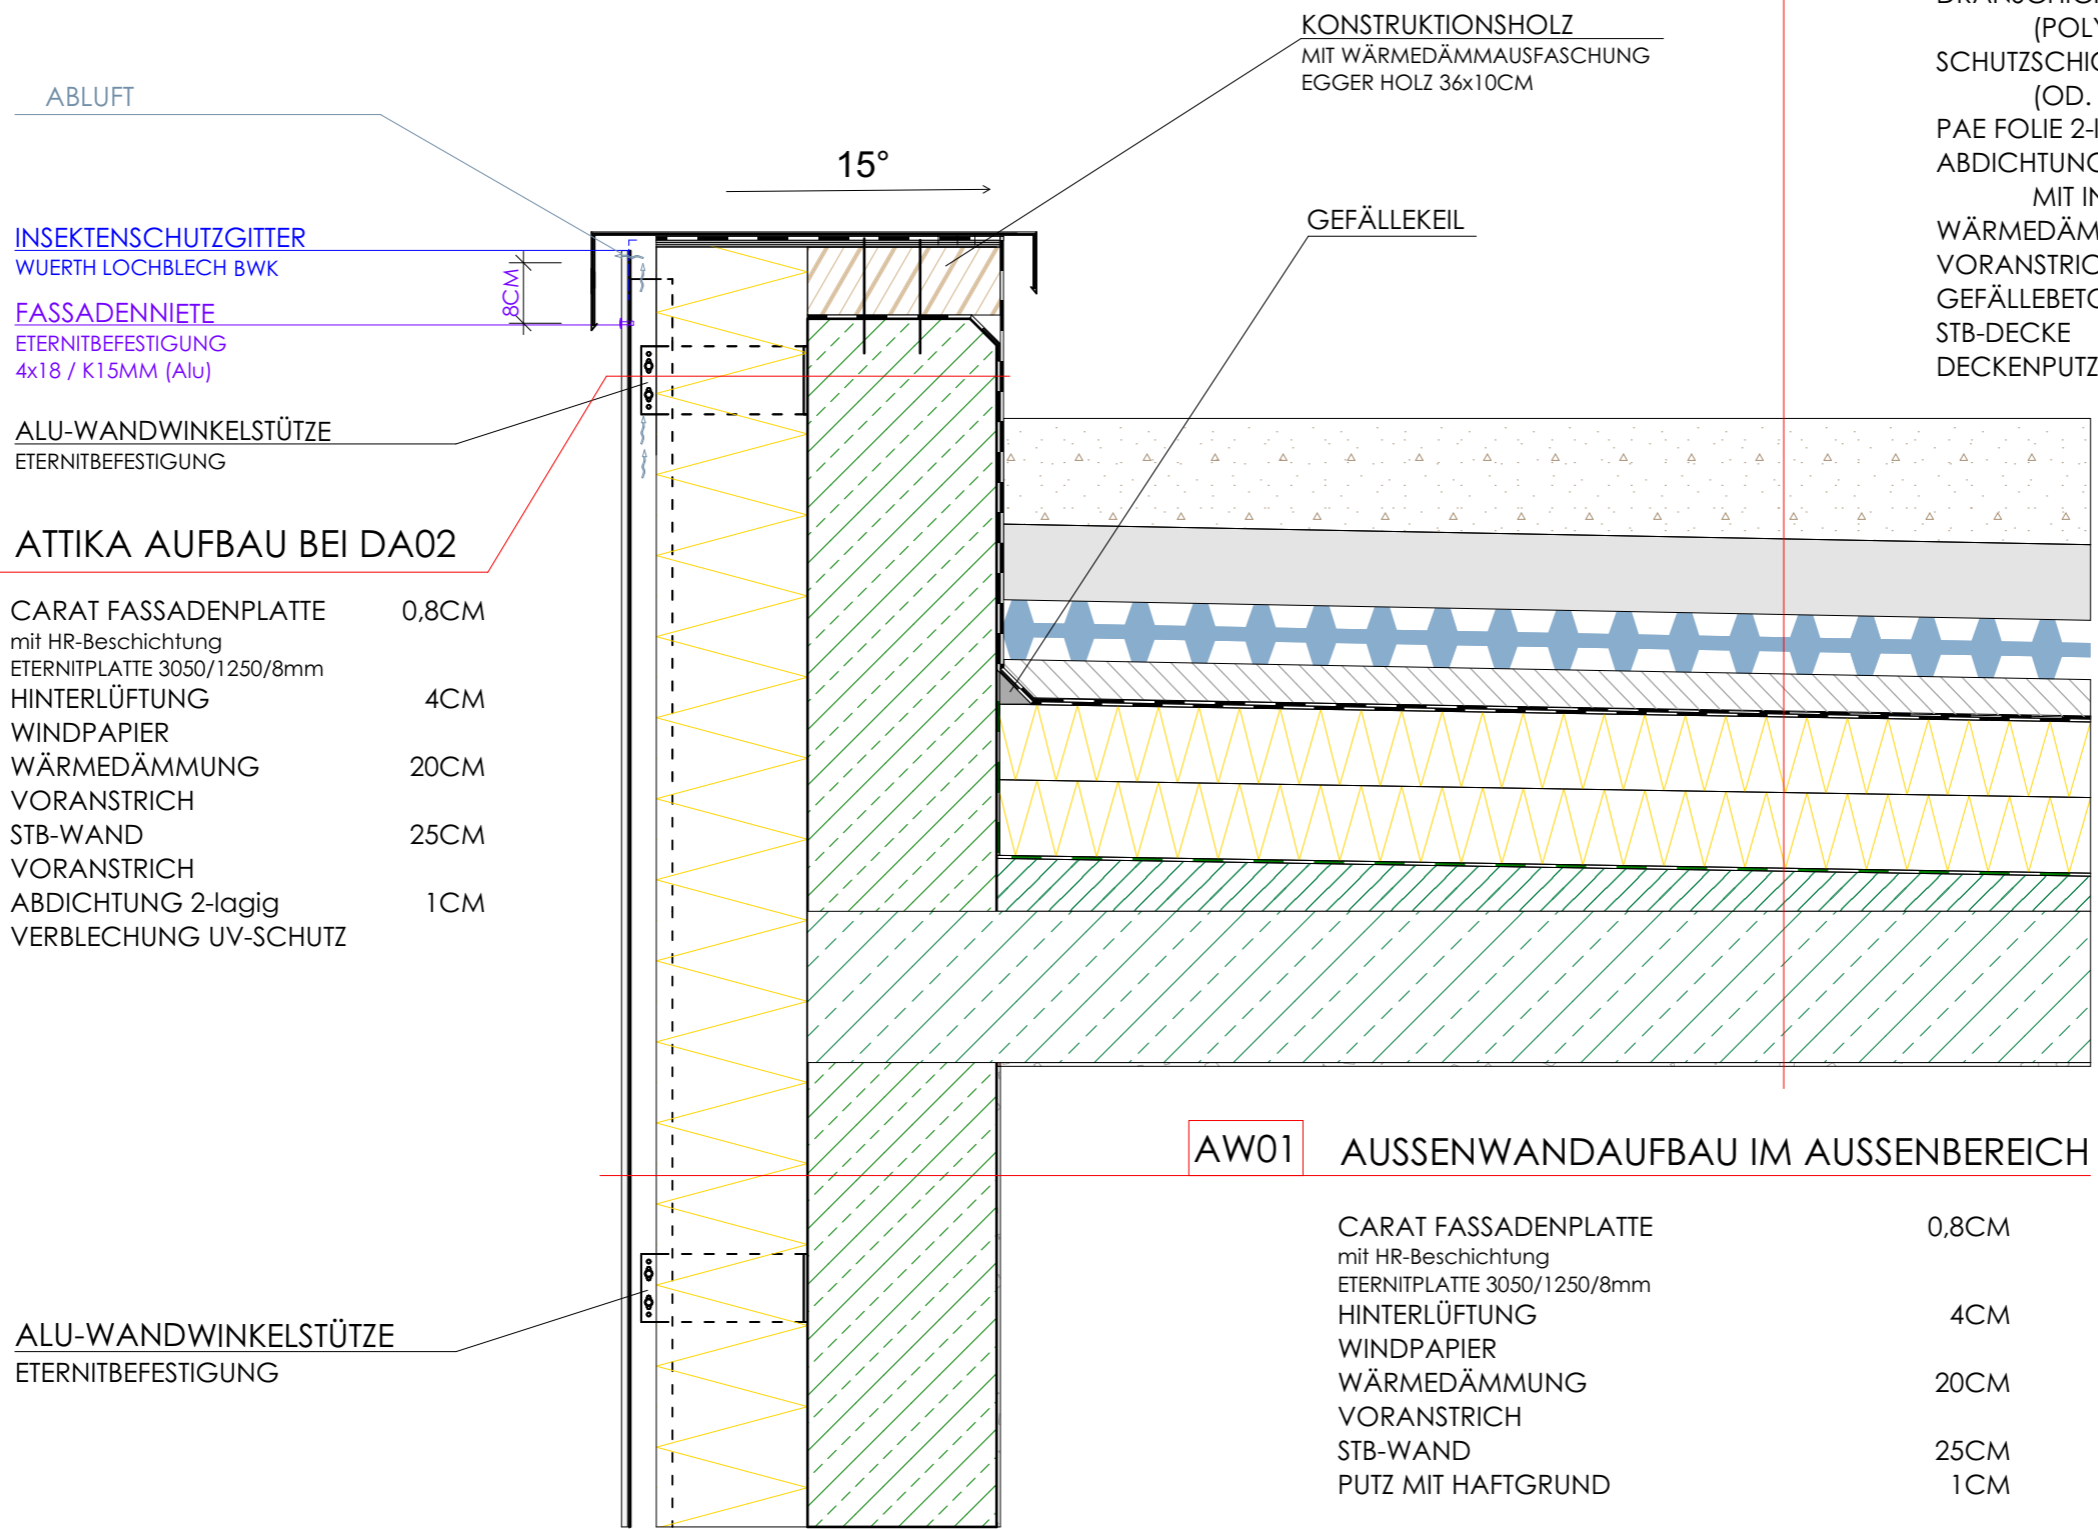 ABLUFT
INSEKTENSCHUTZGITTER
WUERTH LOCHBLECH BWK
FASSADENNIETE
ETERNITBEFESTIGUNG
4x18 / K15MM (Alu)
ALU-WANDWINKELSTÜTZE
ETERNITBEFESTIGUNG
8CM
15°
KONSTRUKTIONSHOLZ
MIT WÄRMEDÄMMAUSFASCHUNG
EGGER HOLZ 36x10CM
GEFÄLLEKEIL
(POLY
SCHUTZSCHIC
(OD.
PAE FOLIE 2-l
ABDICHTUNG
MIT IN
WÄRMEDÄM
VORANSTRIC
GEFÄLLEBETO
STB-DECKE
DECKENPUTZ
ATTIKA AUFBAU BEI DA02
CARAT FASSADENPLATTE 0,8CM
mit HR-Beschichtung
ETERNITPLATTE 3050/1250/8mm
HINTERLÜFTUNG 4CM
WINDPAPIER
WÄRMEDÄMMUNG 20CM
VORANSTRICH
STB-WAND 25CM
VORANSTRICH
ABDICHTUNG 2-lagig 1CM
VERBLECHUNG UV-SCHUTZ
ALU-WANDWINKELSTÜTZE
ETERNITBEFESTIGUNG
AW01 AUSSENWANDAUFBAU IM AUSSENBEREICH
CARAT FASSADENPLATTE 0,8CM
mit HR-Beschichtung
ETERNITPLATTE 3050/1250/8mm
HINTERLÜFTUNG 4CM
WINDPAPIER
WÄRMEDÄMMUNG 20CM
VORANSTRICH
STB-WAND 25CM
PUTZ MIT HAFTGRUND 1CM